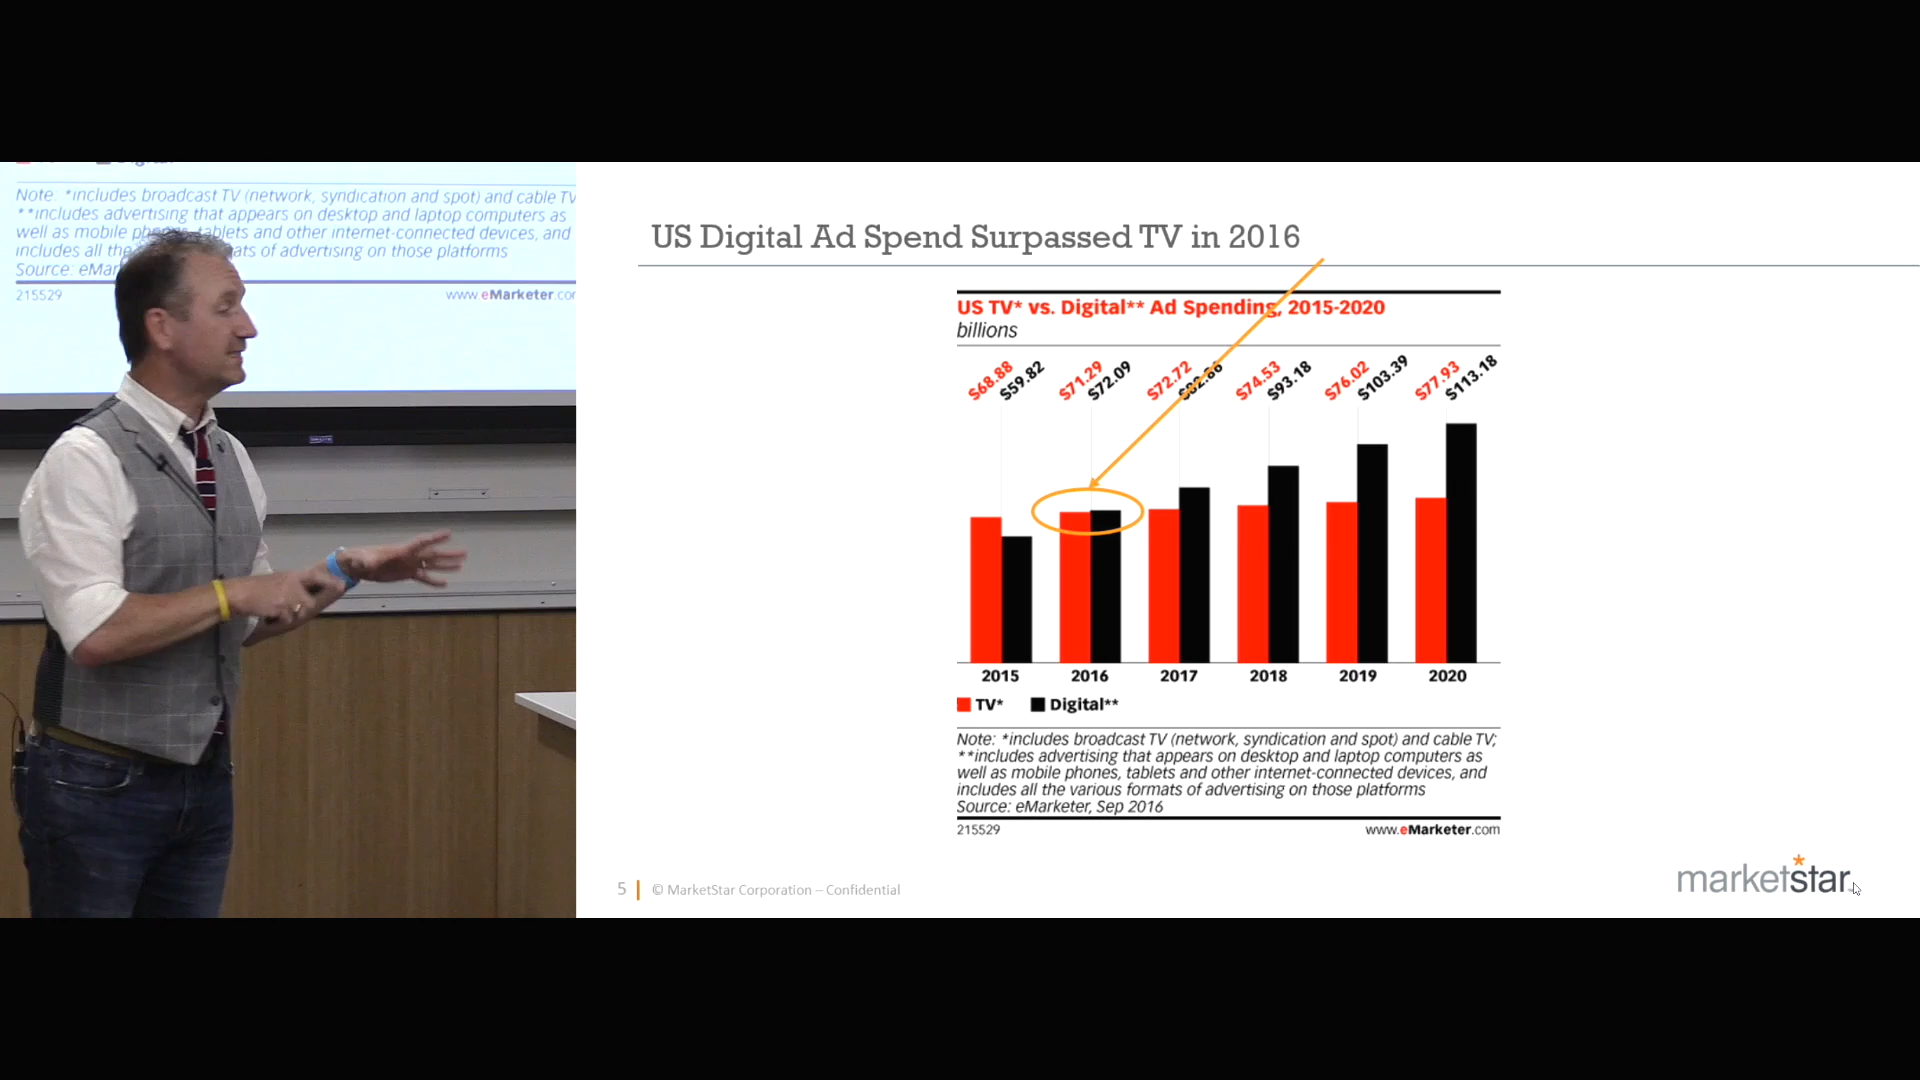 Note: *includes broadcast TV (network, syndication and spot) and cable TV
**includes advertising that appears on desktop and laptop computers as
well as mobile phones, tablets and other internet-connected devices, and
includes all the ats of advertising on those platforms
Source: eMar
215529
www.eMarketer.com
US Digital Ad Spend Surpassed TV in 2016
US TV* vs. Digital** Ad Spending, 2015-2020
billions
$68.88 $59.82 $71.29 $72.09 $72.72 $74.53 $93.18 $76.02 $103.39 $77.93 $113.18
2015 2016 2017 2018 2019 2020
TV* Digital**
Note: *includes broadcast TV (network, syndication and spot) and cable TV;
**includes advertising that appears on desktop and laptop computers as
well as mobile phones, tablets and other internet-connected devices, and
includes all the various formats of advertising on those platforms
Source: eMarketer, Sep 2016
215529 www.eMarketer.com
5 © MarketStar Corporation – Confidential
market*star